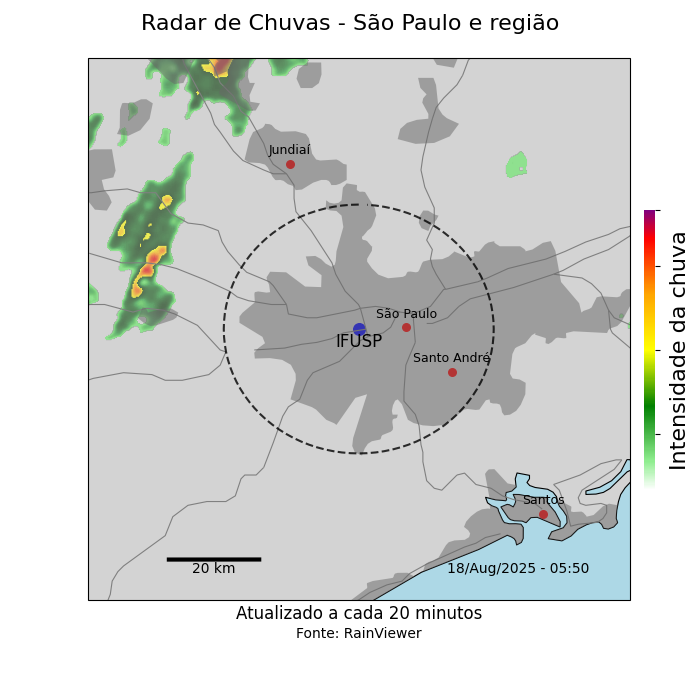 Radar de Chuvas - São Paulo e região
Jundiaí
São Paulo
IFUSP
Santo André
Santos
20 km
18/Aug/2025 - 05:50
Intensidade da chuva
Atualizado a cada 20 minutos
Fonte: RainViewer